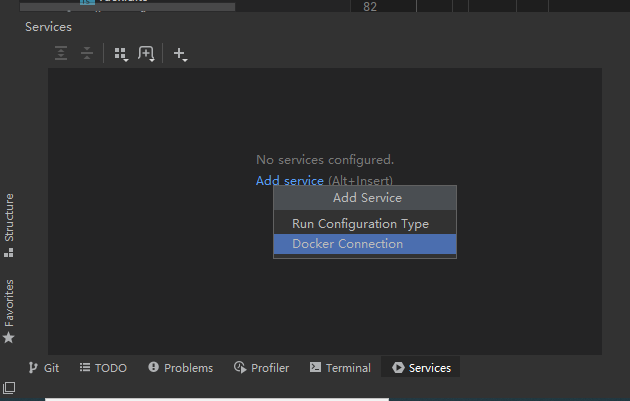 82
Services
No services configured.
Add service (Alt+Insert)
Add Service
Run Configuration Type
Docker Connection
Structure
Favorites
Git
TODO
Problems
Profiler
Terminal
Services